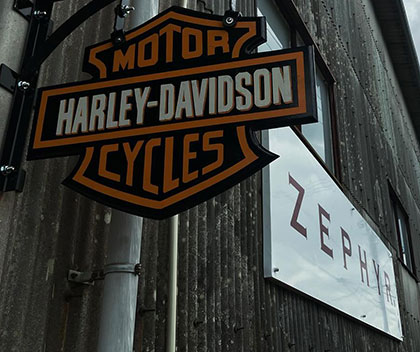 MOTOR
HARLEY-DAVIDSON
CYCLES
ZEPHYR